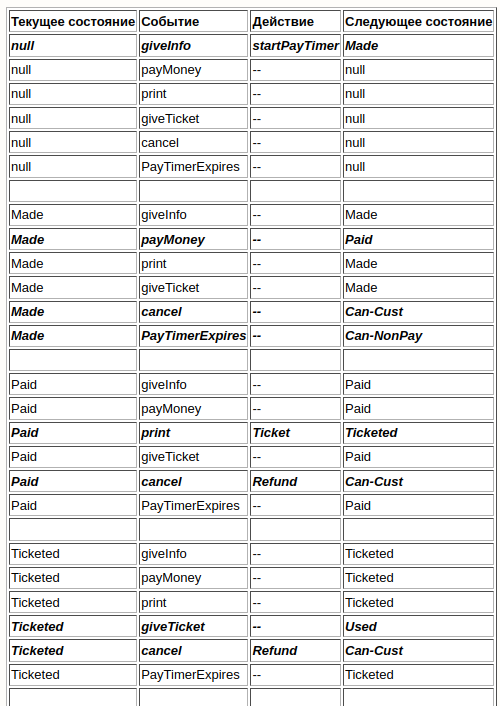 Текущее состояние Событие Действие Следующее состояние
null giveInfo startPayTimer Made
null payMoney -- null
null print -- null
null giveTicket -- null
null cancel -- null
null PayTimerExpires -- null
Made giveInfo -- Made
Made payMoney -- Paid
Made print -- Made
Made giveTicket -- Made
Made cancel -- Can-Cust
Made PayTimerExpires -- Can-NonPay
Paid giveInfo -- Paid
Paid payMoney -- Paid
Paid print Ticket Ticketed
Paid giveTicket -- Paid
Paid cancel Refund Can-Cust
Paid PayTimerExpires -- Paid
Ticketed giveInfo -- Ticketed
Ticketed payMoney -- Ticketed
Ticketed print -- Ticketed
Ticketed giveTicket -- Used
Ticketed cancel Refund Can-Cust
Ticketed PayTimerExpires -- Ticketed